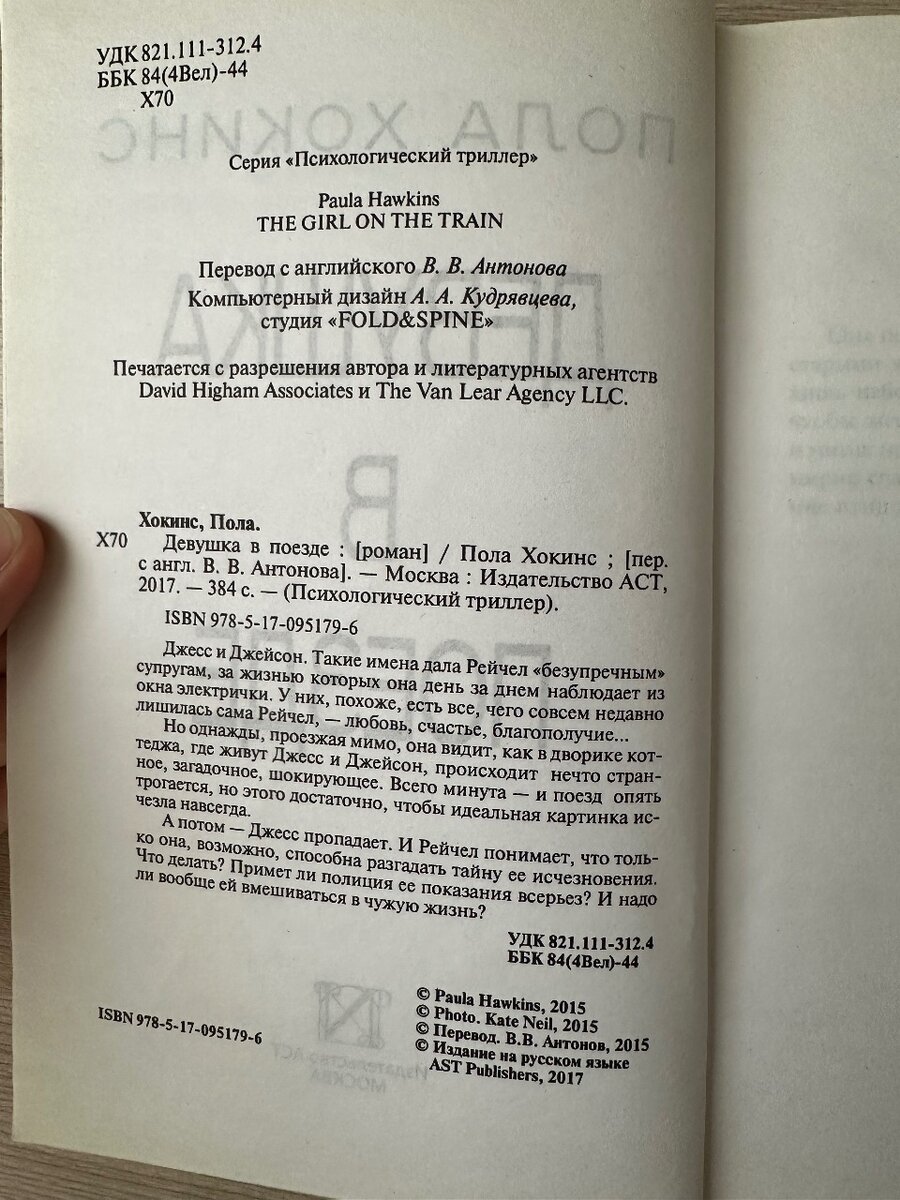 УДК 821.111-312.4
ББК 84(4Вел)-44
Х70
Серия «Психологический триллер»
Paula Hawkins
THE GIRL ON THE TRAIN
Перевод с английского В. В. Антонова
Компьютерный дизайн А. А. Кудрявцева,
студия «FOLD&SPINE»
Печатается с разрешения автора и литературных агентств
David Higham Associates и The Van Lear Agency LLC.
Хокинс, Пола.
Х70 Девушка в поезде : [роман] / Пола Хокинс ; [пер.
с англ. В. В. Антонова]. — Москва : Издательство АСТ,
2017. — 384 с. — (Психологический триллер).
ISBN 978-5-17-095179-6
Джесс и Джейсон. Такие имена дала Рейчел «безупречным»
супругам, за жизнью которых она день за днем наблюдает из
окна электрички. У них, похоже, есть все, чего совсем недавно
лишилась сама Рейчел, — любовь, счастье, благополучие...
Но однажды, проезжая мимо, она видит, как в дворике кот-
теджа, где живут Джесс и Джейсон, происходит нечто стран-
ное, загадочное, шокирующее. Всего минута — и поезд опять
трогается, но этого достаточно, чтобы идеальная картинка ис-
чезла навсегда.
А потом — Джесс пропадает. И Рейчел понимает, что толь-
ко она, возможно, способна разгадать тайну ее исчезновения.
Что делать? Примет ли полиция ее показания всерьез? И надо
ли вообще ей вмешиваться в чужую жизнь?
УДК 821.111-312.4
ББК 84(4Вел)-44
© Paula Hawkins, 2015
© Photo. Kate Neil, 2015
© Перевод. В.В. Антонов, 2015
© Издание на русском языке
AST Publishers, 2017
ISBN 978-5-17-095179-6